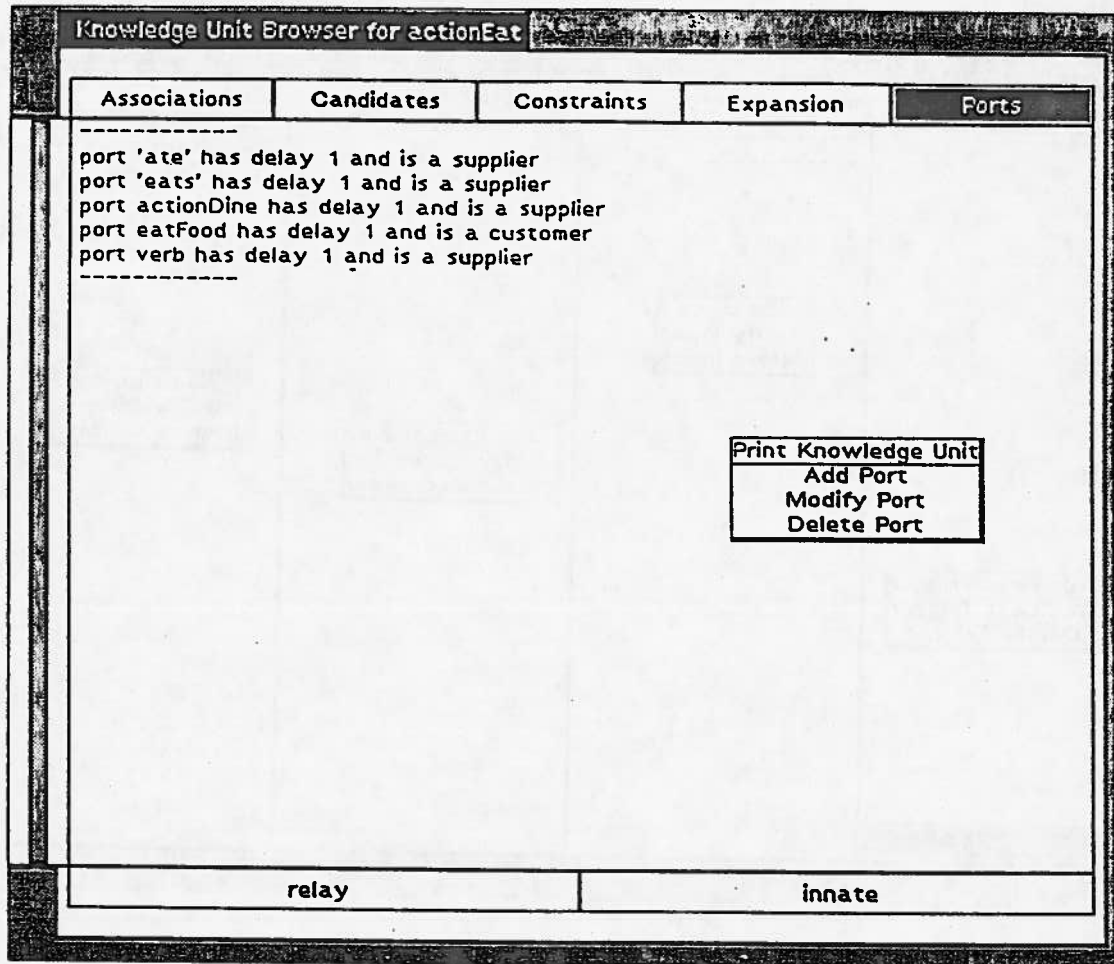 Knowledge Unit Browser for actionEat
Associations Candidates Constraints Expansion Ports
------------
port 'ate' has delay 1 and is a supplier
port 'eats' has delay 1 and is a supplier
port actionDine has delay 1 and is a supplier
port eatFood has delay 1 and is a customer
port verb has delay 1 and is a supplier
------------
Print Knowledge Unit
Add Port
Modify Port
Delete Port
relay innate